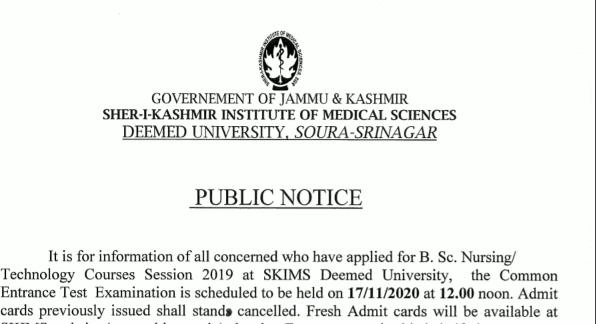 GOVERNEMENT OF JAMMU & KASHMIR
SHER-I-KASHMIR INSTITUTE OF MEDICAL SCIENCES
DEEMED UNIVERSITY, SOURA-SRINAGAR
PUBLIC NOTICE
It is for information of all concerned who have applied for B. Sc. Nursing/
Technology Courses Session 2019 at SKIMS Deemed University, the Common
Entrance Test Examination is scheduled to be held on 17/11/2020 at 12.00 noon. Admit
cards previously issued shall stands cancelled. Fresh Admit cards will be available at